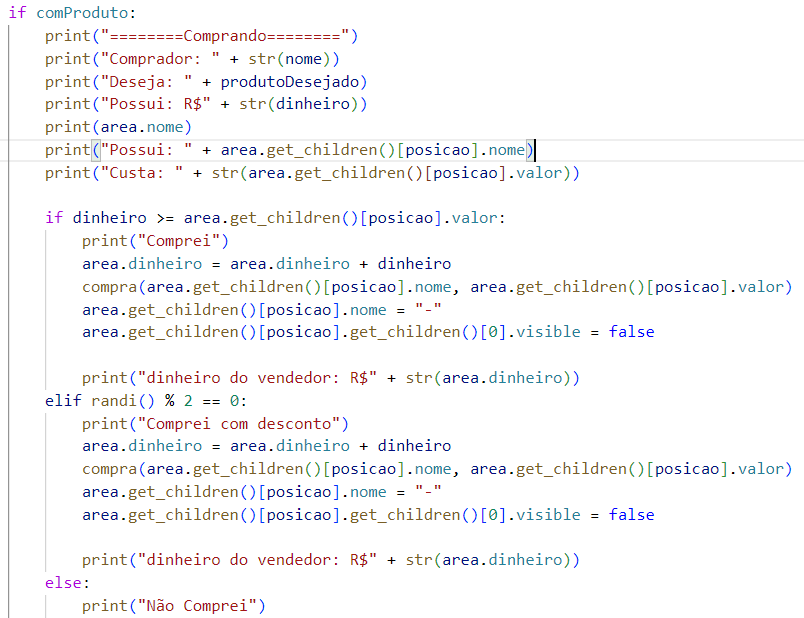 if comProduto:
    print("========Comprando========")
    print("Comprador: " + str(nome))
    print("Deseja: " + produtoDesejado)
    print("Possui: R$" + str(dinheiro))
    print(area.nome)
    print("Possui: " + area.get_children()[posicao].nome)
    print("Custa: " + str(area.get_children()[posicao].valor))

    if dinheiro >= area.get_children()[posicao].valor:
        print("Comprei")
        area.dinheiro = area.dinheiro + dinheiro
        compra(area.get_children()[posicao].nome, area.get_children()[posicao].valor)
        area.get_children()[posicao].nome = "-"
        area.get_children()[posicao].get_children()[0].visible = false

        print("dinheiro do vendedor: R$" + str(area.dinheiro))
    elif randi() % 2 == 0:
        print("Comprei com desconto")
        area.dinheiro = area.dinheiro + dinheiro
        compra(area.get_children()[posicao].nome, area.get_children()[posicao].valor)
        area.get_children()[posicao].nome = "-"
        area.get_children()[posicao].get_children()[0].visible = false

        print("dinheiro do vendedor: R$" + str(area.dinheiro))
    else:
        print("Não Comprei")